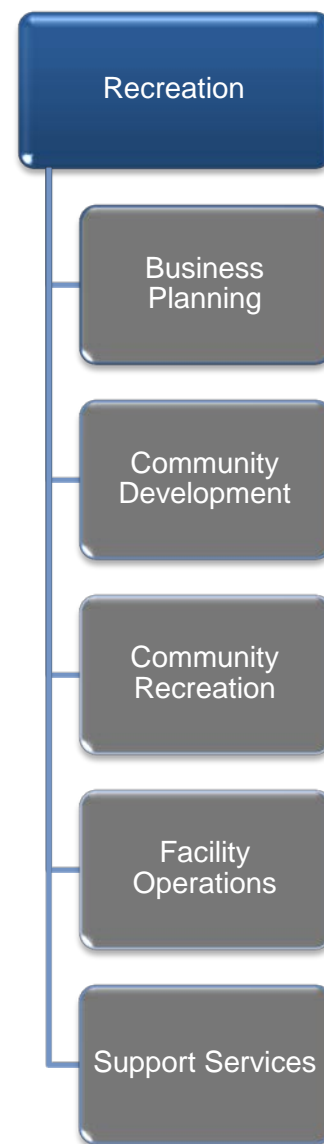 Recreation
Business
Planning
Community
Development
Community
Recreation
Facility
Operations
Support Services